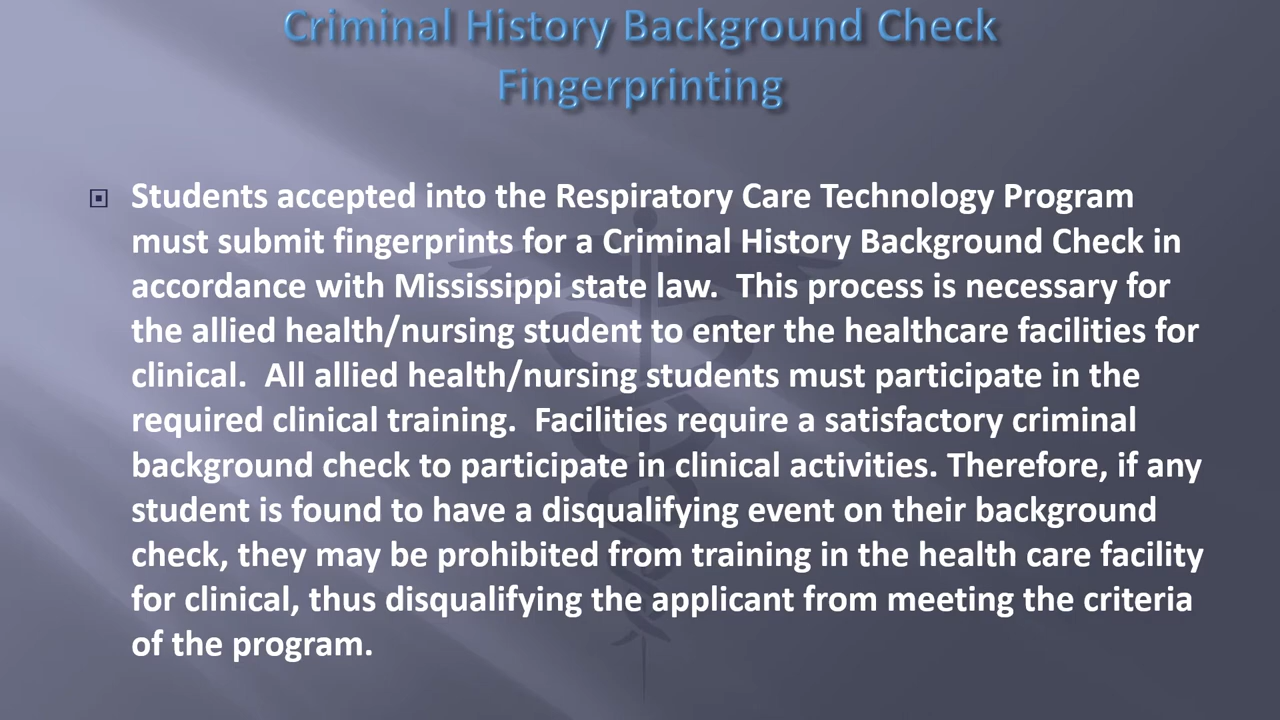 Criminal History Background Check
Fingerprinting
Students accepted into the Respiratory Care Technology Program
must submit fingerprints for a Criminal History Background Check in
accordance with Mississippi state law.  This process is necessary for
the allied health/nursing student to enter the healthcare facilities for
clinical.  All allied health/nursing students must participate in the
required clinical training.  Facilities require a satisfactory criminal
background check to participate in clinical activities. Therefore, if any
student is found to have a disqualifying event on their background
check, they may be prohibited from training in the health care facility
for clinical, thus disqualifying the applicant from meeting the criteria
of the program.